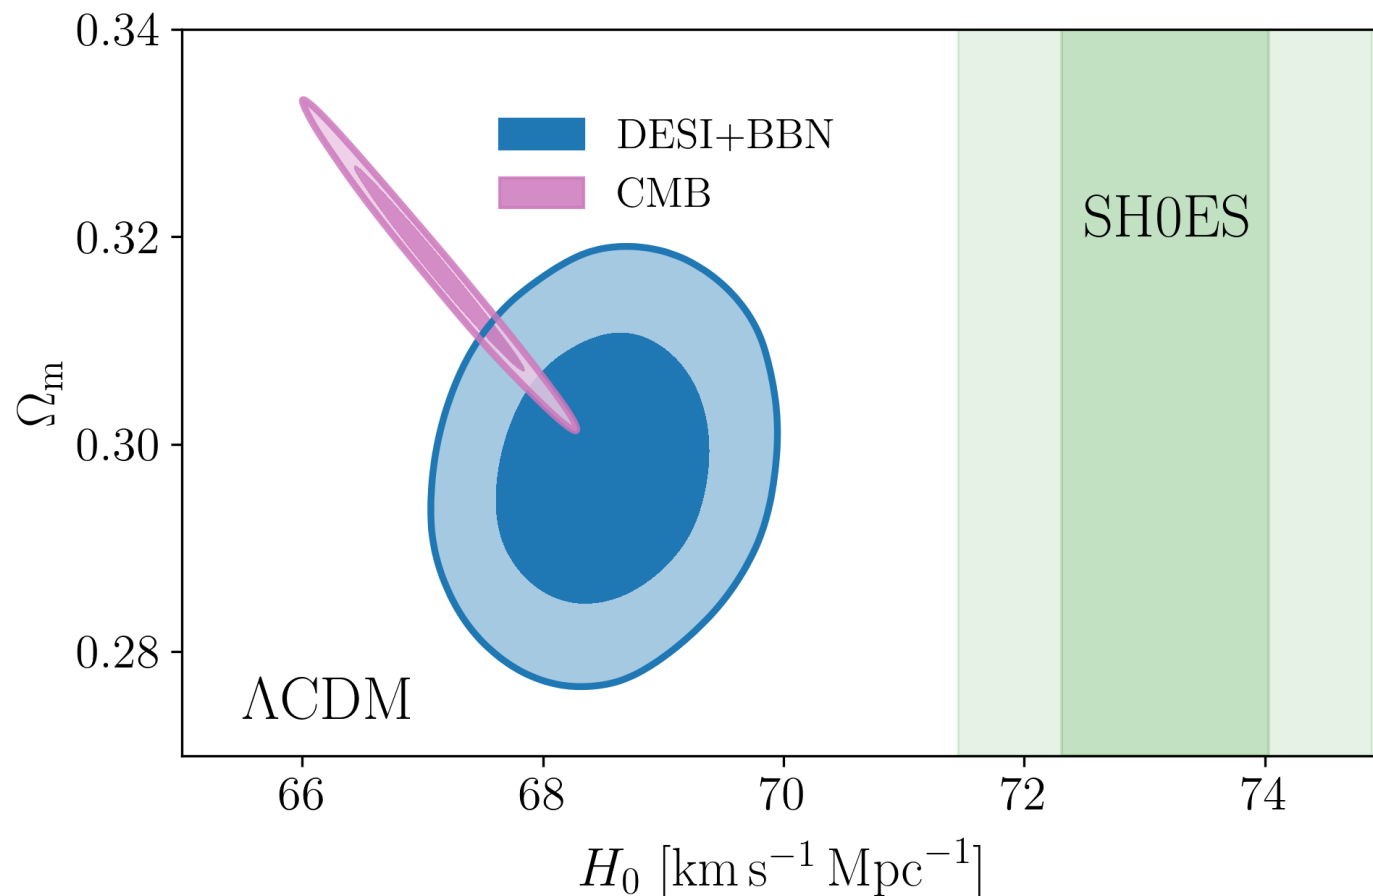 0.34
DESI+BBN
CMB
SH0ES
0.32
Ωm
0.30
0.28
ΛCDM
66 68 70 72 74
H₀ [km s⁻¹ Mpc⁻¹]